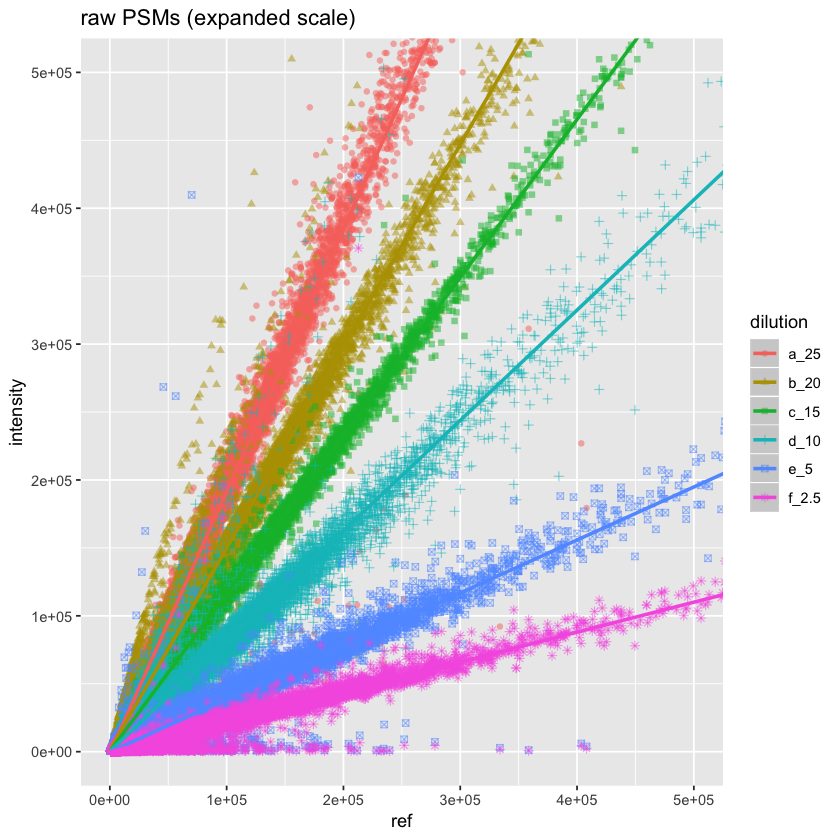 raw PSMs (expanded scale)
5e+05
4e+05
3e+05
2e+05
1e+05
0e+00
intensity
0e+00 1e+05 2e+05 3e+05 4e+05 5e+05
ref
dilution
a_25
b_20
c_15
d_10
e_5
f_2.5